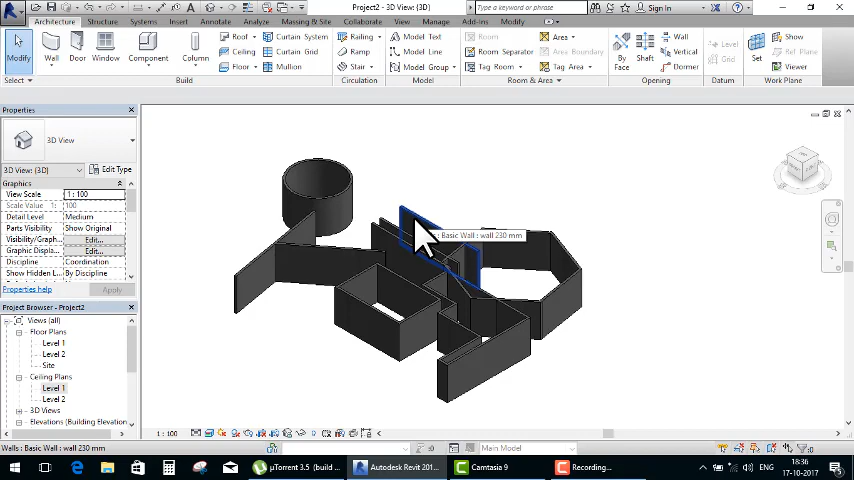 Project2 - 3D View: {3D}
Type a keyword or phrase
Sign In
Architecture Structure Systems Insert Annotate Analyze Massing & Site Collaborate View Manage Add-Ins Modify
Modify Wall Door Window Component Column
Roof Curtain System Railing Model Text Room Area Wall Level Show
Ceiling Curtain Grid Ramp Model Line Room Separator Area Boundary Vertical Grid Ref Plane
Floor Mullion Stair Model Group Tag Room Tag Area Dormer Viewer
By Face Shaft Set
Select Build Circulation Model Room & Area Opening Datum Work Plane
Properties
3D View
3D View: {3D} Edit Type
Graphics
View Scale 1 : 100
Scale Value 1: 100
Detail Level Medium
Parts Visibility Show Original
Visibility/Graph... Edit...
Graphic Displa... Edit...
Discipline Coordination
Show Hidden L... By Discipline
Properties help Apply
: Basic Wall : wall 230 mm
Project Browser - Project2
Views (all)
Floor Plans
Level 1
Level 2
Site
Ceiling Plans
Level 1
Level 2
3D Views
Elevations (Building Elevation
1 : 100
Walls : Basic Wall : wall 230 mm
:0
Main Model
:0
µTorrent 3.5 (build ...
Autodesk Revit 201...
Camtasia 9
Recording...
ENG
18:36
17-10-2017